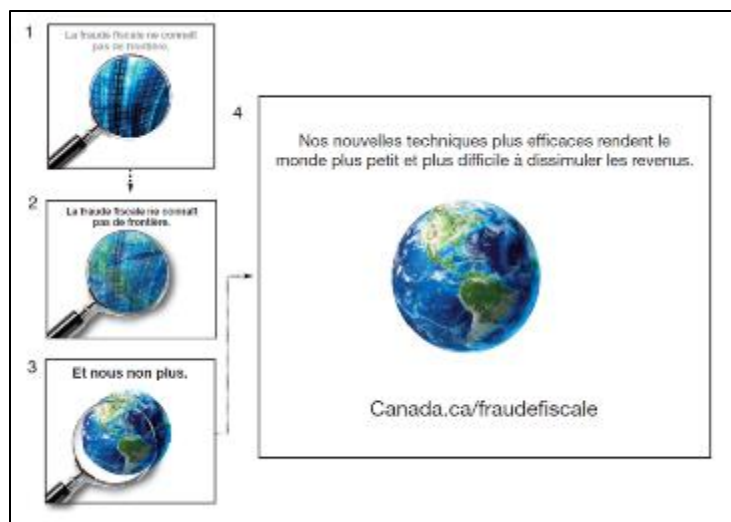 1
La fraude fiscale ne connaît
pas de frontière.
2
La fraude fiscale ne connaît
pas de frontière.
3
Et nous non plus.
4
Nos nouvelles techniques plus efficaces rendent le
monde plus petit et plus difficile à dissimuler les revenus.
Canada.ca/fraudefiscale